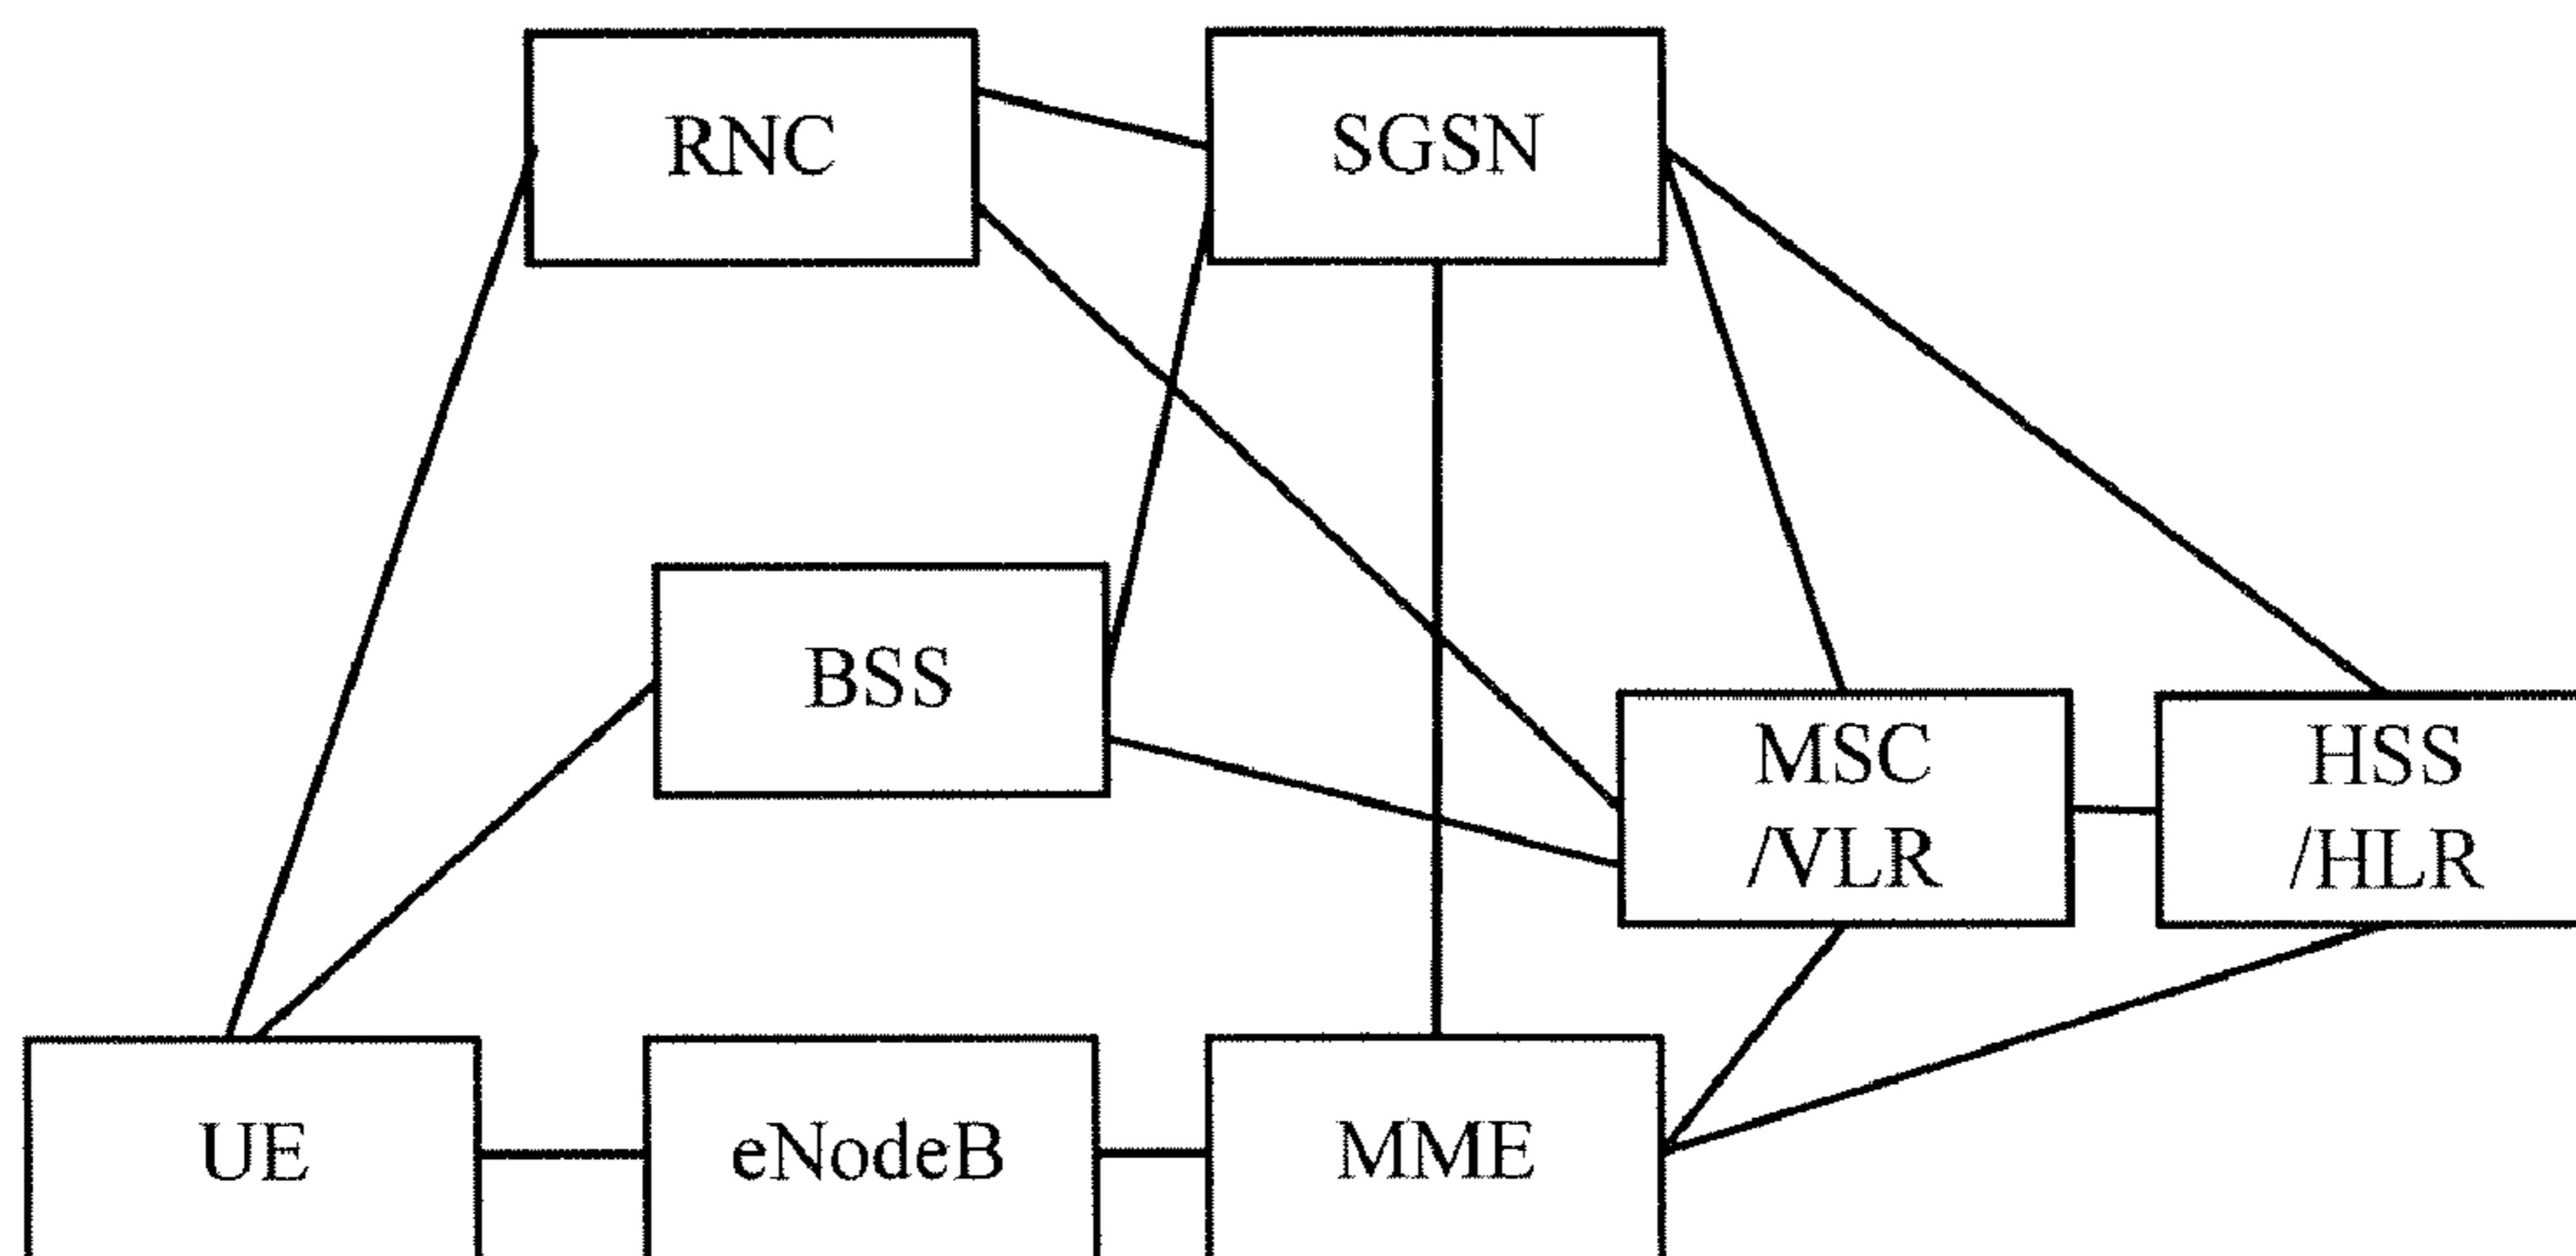 RNC
SGSN
BSS
MSC
/VLR
HSS
/HLR
UE
eNodeB
MME